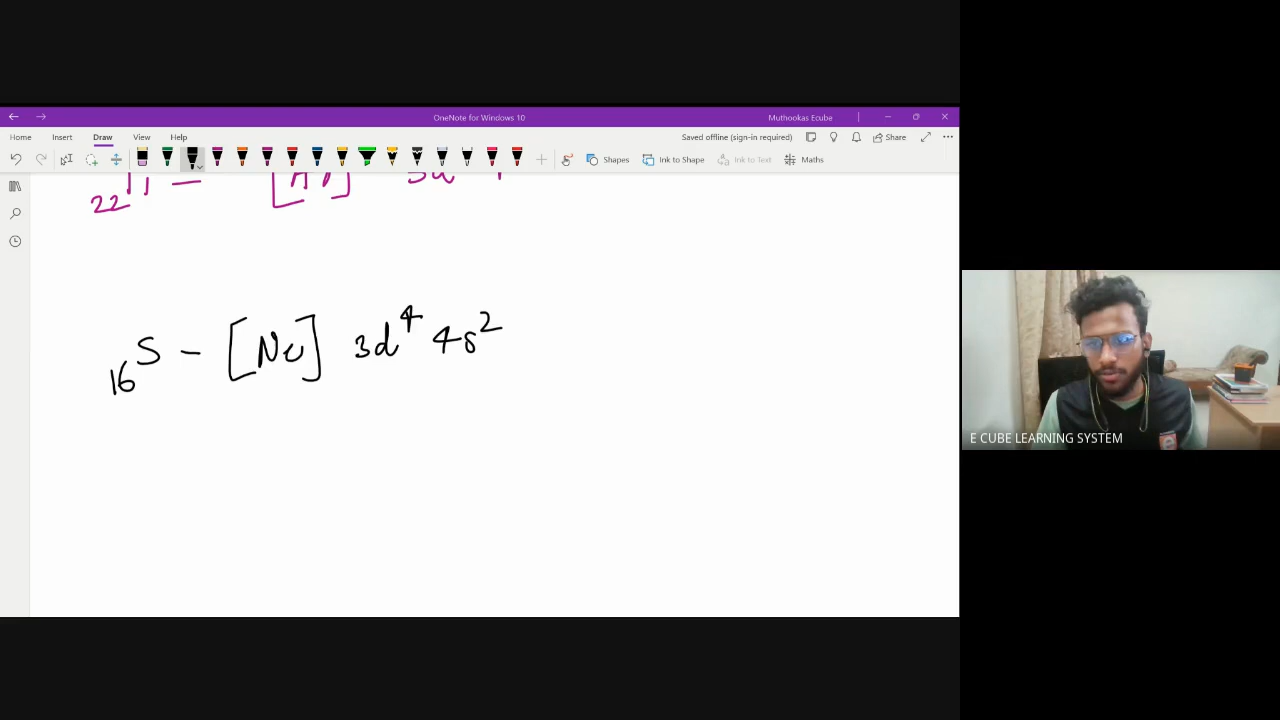 OneNote for Windows 10
Muthookas Ecube
Home Insert Draw View Help
Saved offline (sign-in required)
Share
Shapes
Ink to Shape
Ink to Text
Maths
22
16S - [Ne] 3d4 4s2
E CUBE LEARNING SYSTEM